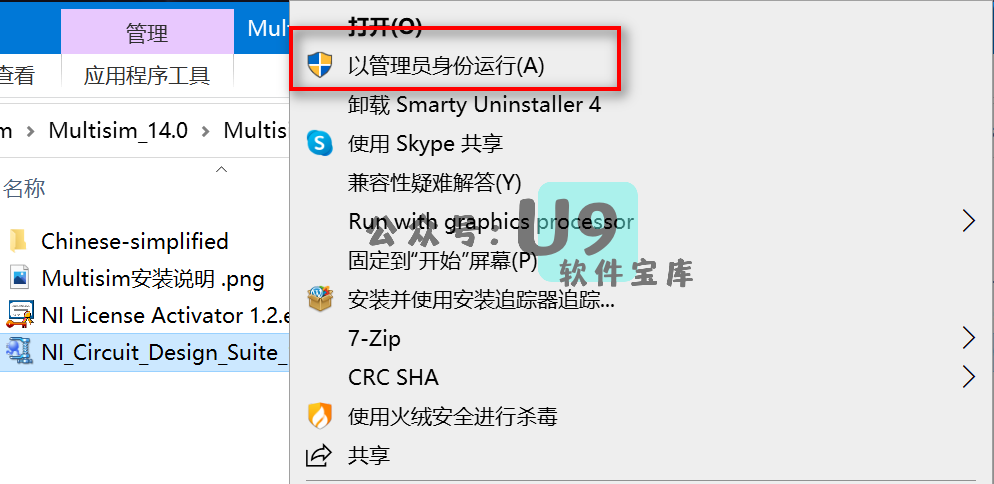 管理
Mul
查看
应用程序工具
m > Multisim_14.0 > Multis
名称
Chinese-simplified
Multisim安装说明 .png
NI License Activator 1.2.e
NI_Circuit_Design_Suite_
打开(O)
以管理员身份运行(A)
卸载 Smarty Uninstaller 4
使用 Skype 共享
兼容性疑难解答(Y)
Run with graphics processor
固定到“开始”屏幕(P)
安装并使用安装追踪器追踪...
7-Zip
CRC SHA
使用火绒安全进行杀毒
共享
公众号：U9
软件宝库